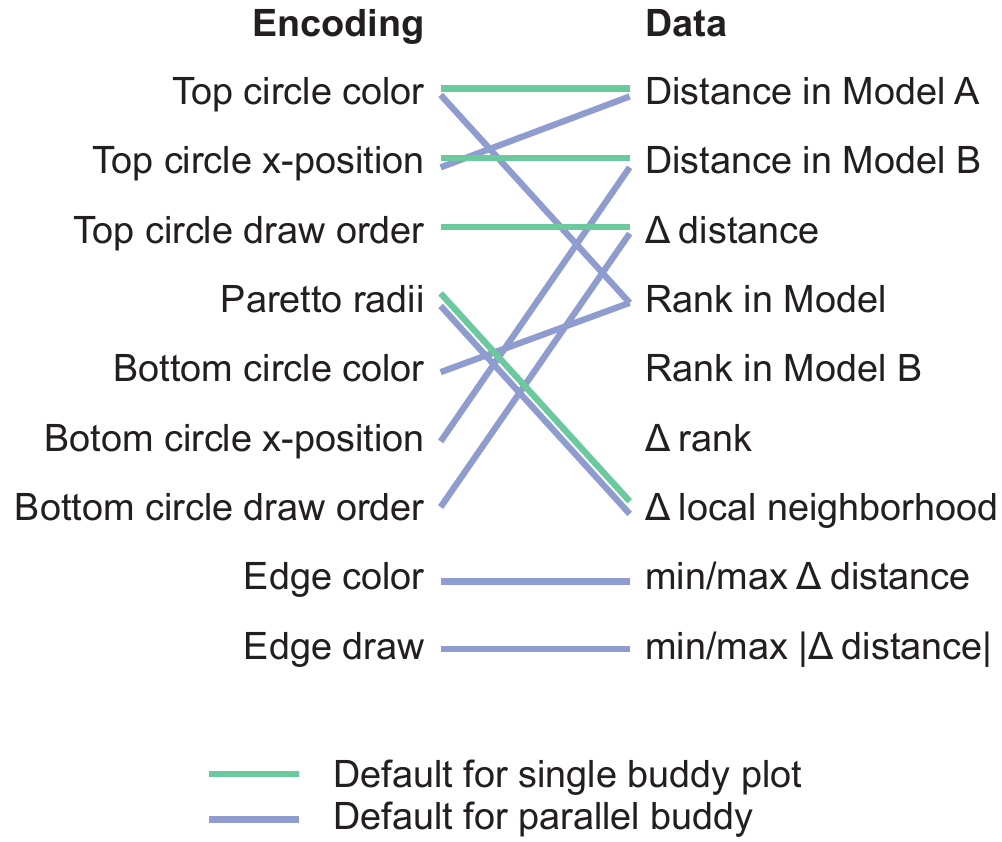 Encoding Data
Top circle color Distance in Model A
Top circle x-position Distance in Model B
Top circle draw order Δ distance
Paretto radii Rank in Model
Bottom circle color Rank in Model B
Botom circle x-position Δ rank
Bottom circle draw order Δ local neighborhood
Edge color min/max Δ distance
Edge draw min/max |Δ distance|
Default for single buddy plot
Default for parallel buddy